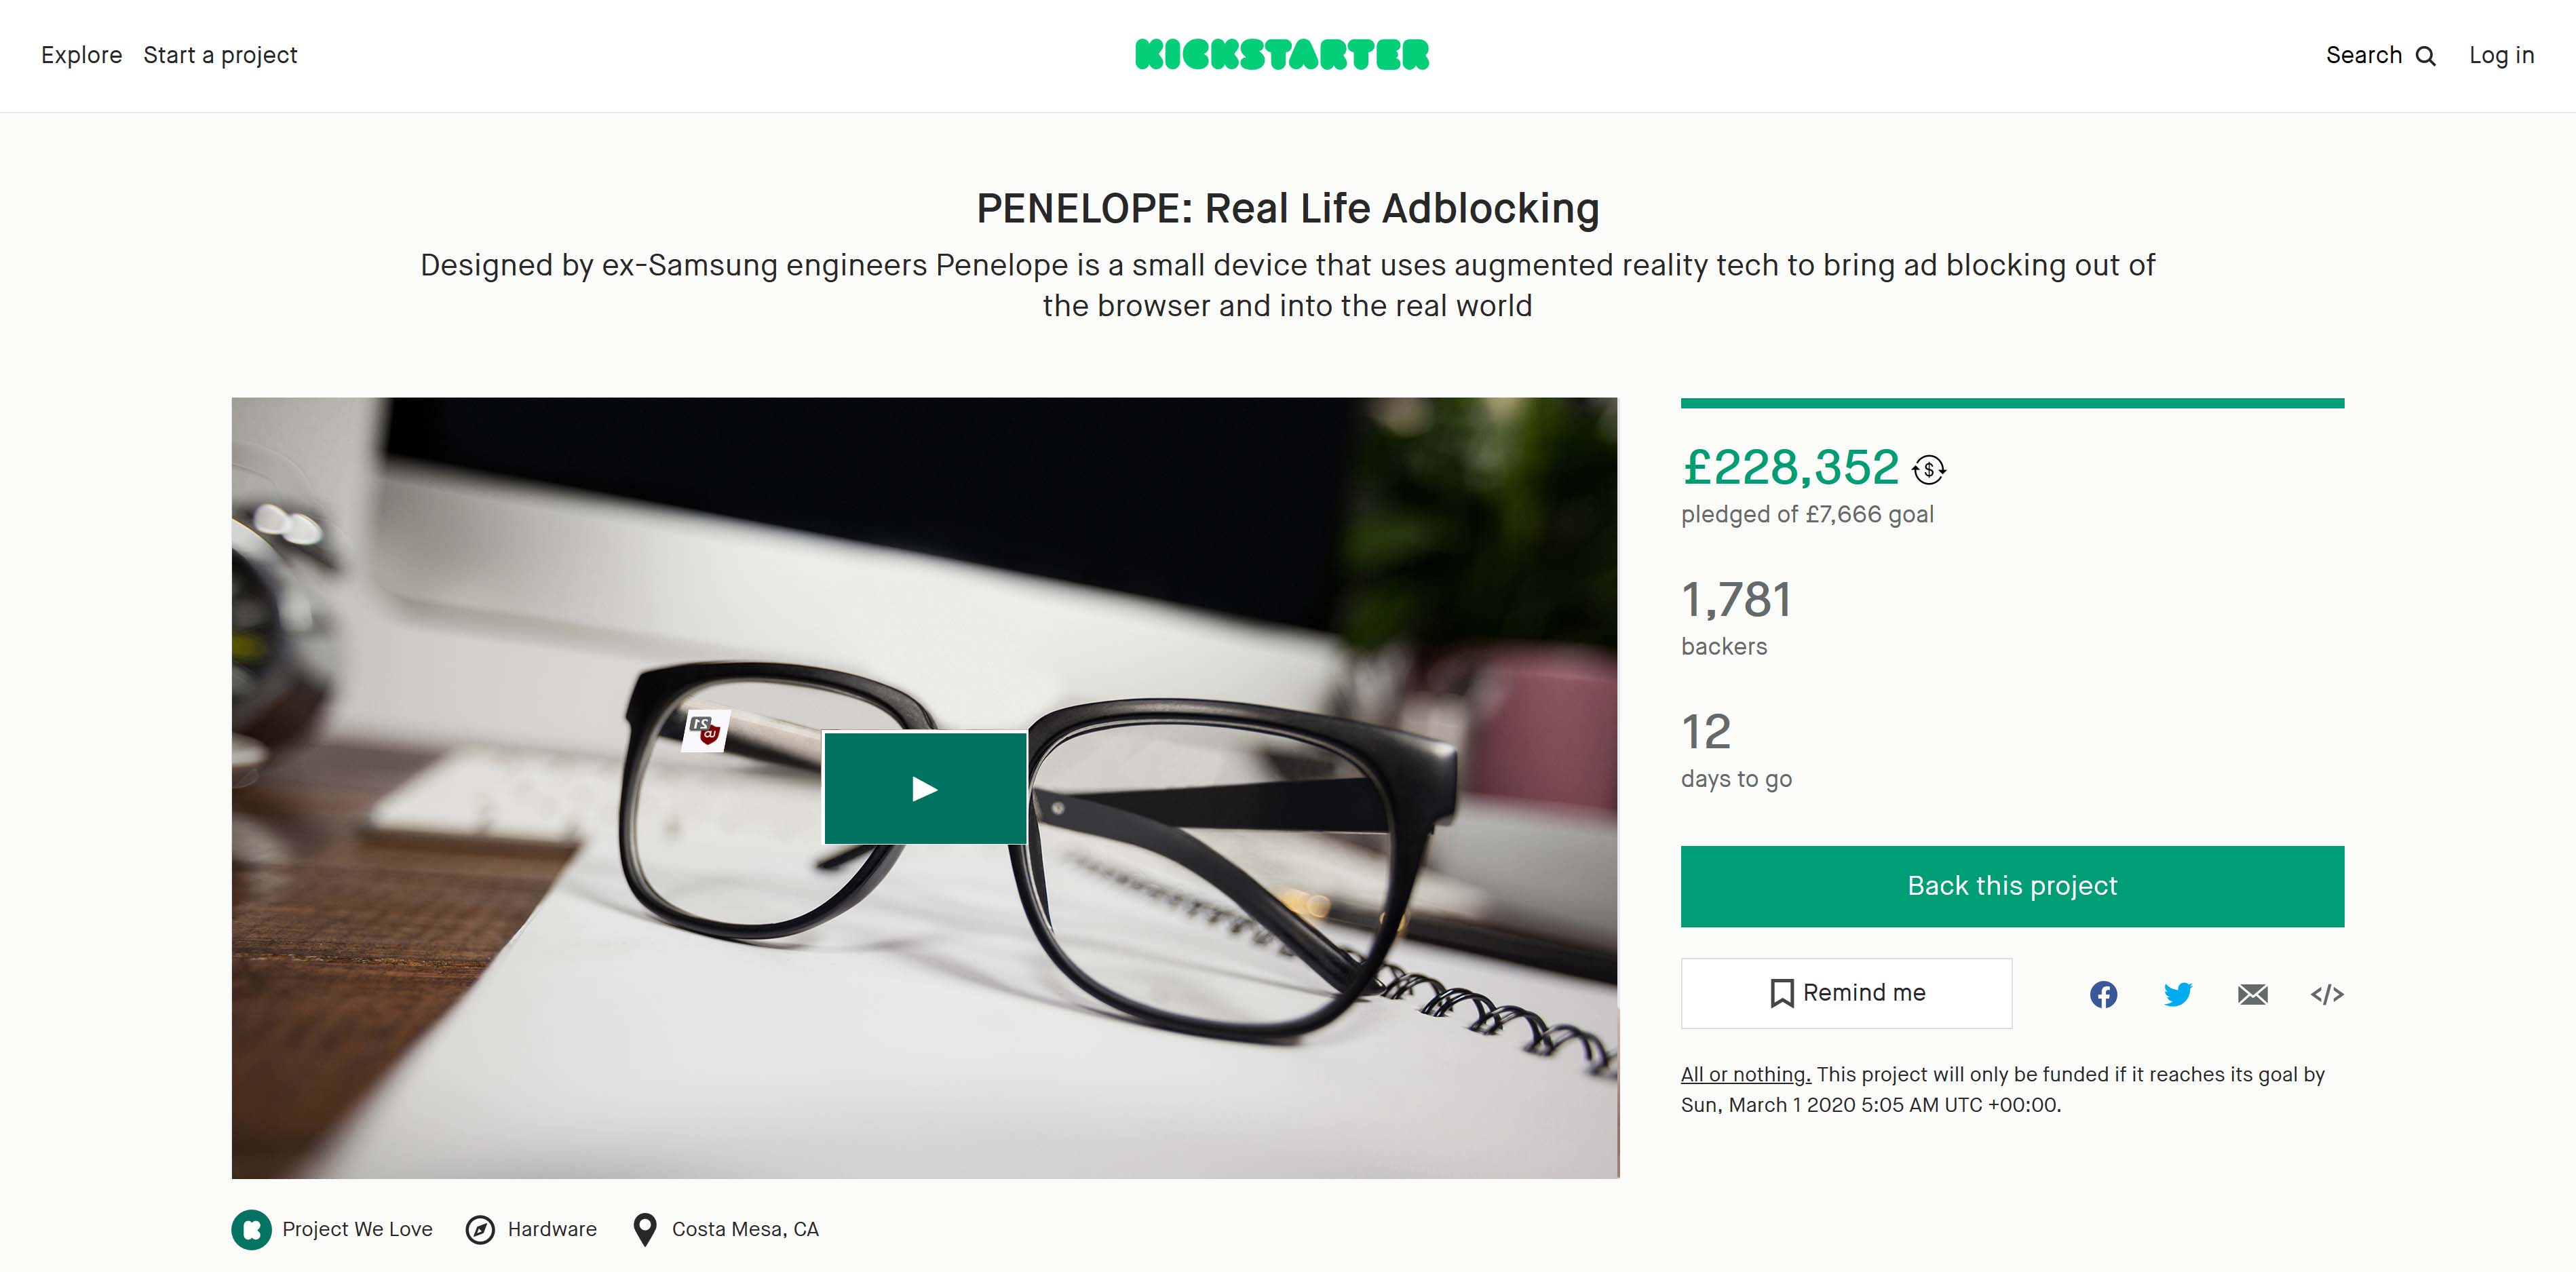 Explore Start a project
KICKSTARTER
Search Log in
PENELOPE: Real Life Adblocking
Designed by ex-Samsung engineers Penelope is a small device that uses augmented reality tech to bring ad blocking out of
the browser and into the real world
£228,352 $
pledged of £7,666 goal
1,781
backers
12
days to go
Back this project
Remind me
All or nothing. This project will only be funded if it reaches its goal by
Sun, March 1 2020 5:05 AM UTC +00:00.
21
Project We Love Hardware Costa Mesa, CA